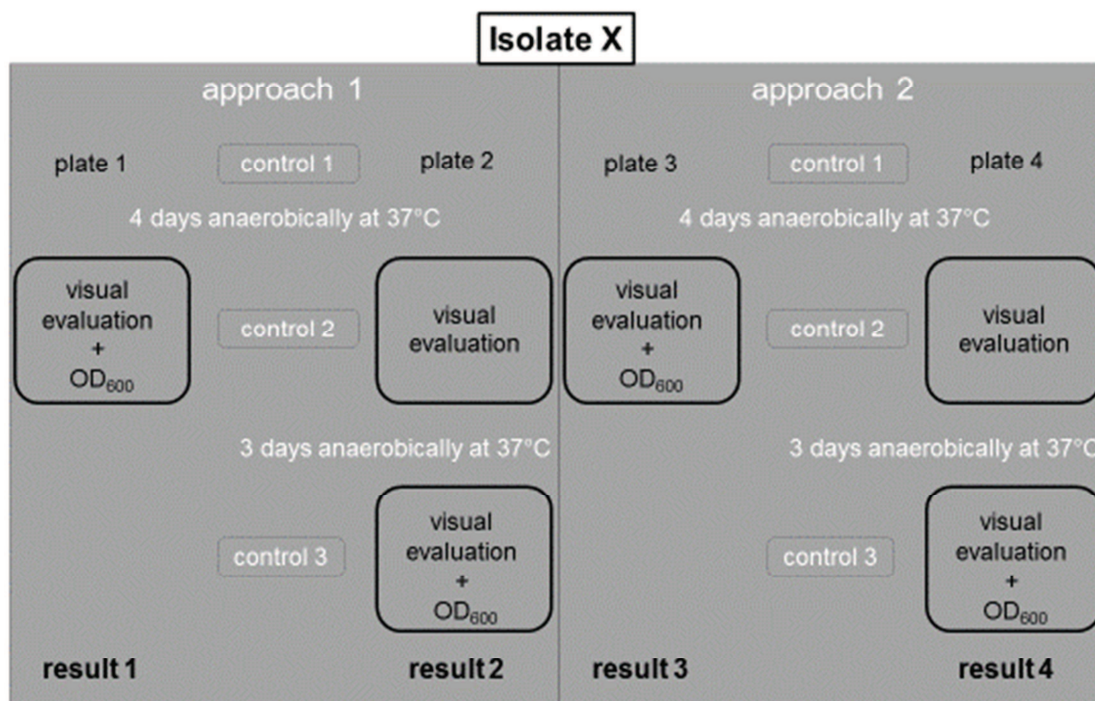 Isolate X
approach 1
approach 2
plate 1
control 1
plate 2
plate 3
control 1
plate 4
4 days anaerobically at 37°C
4 days anaerobically at 37°C
visual
evaluation
+
OD₆₀₀
control 2
visual
evaluation
visual
evaluation
+
OD₆₀₀
control 2
visual
evaluation
3 days anaerobically at 37°C
3 days anaerobically at 37°C
control 3
visual
evaluation
+
OD₆₀₀
control 3
visual
evaluation
+
OD₆₀₀
result 1
result 2
result 3
result 4